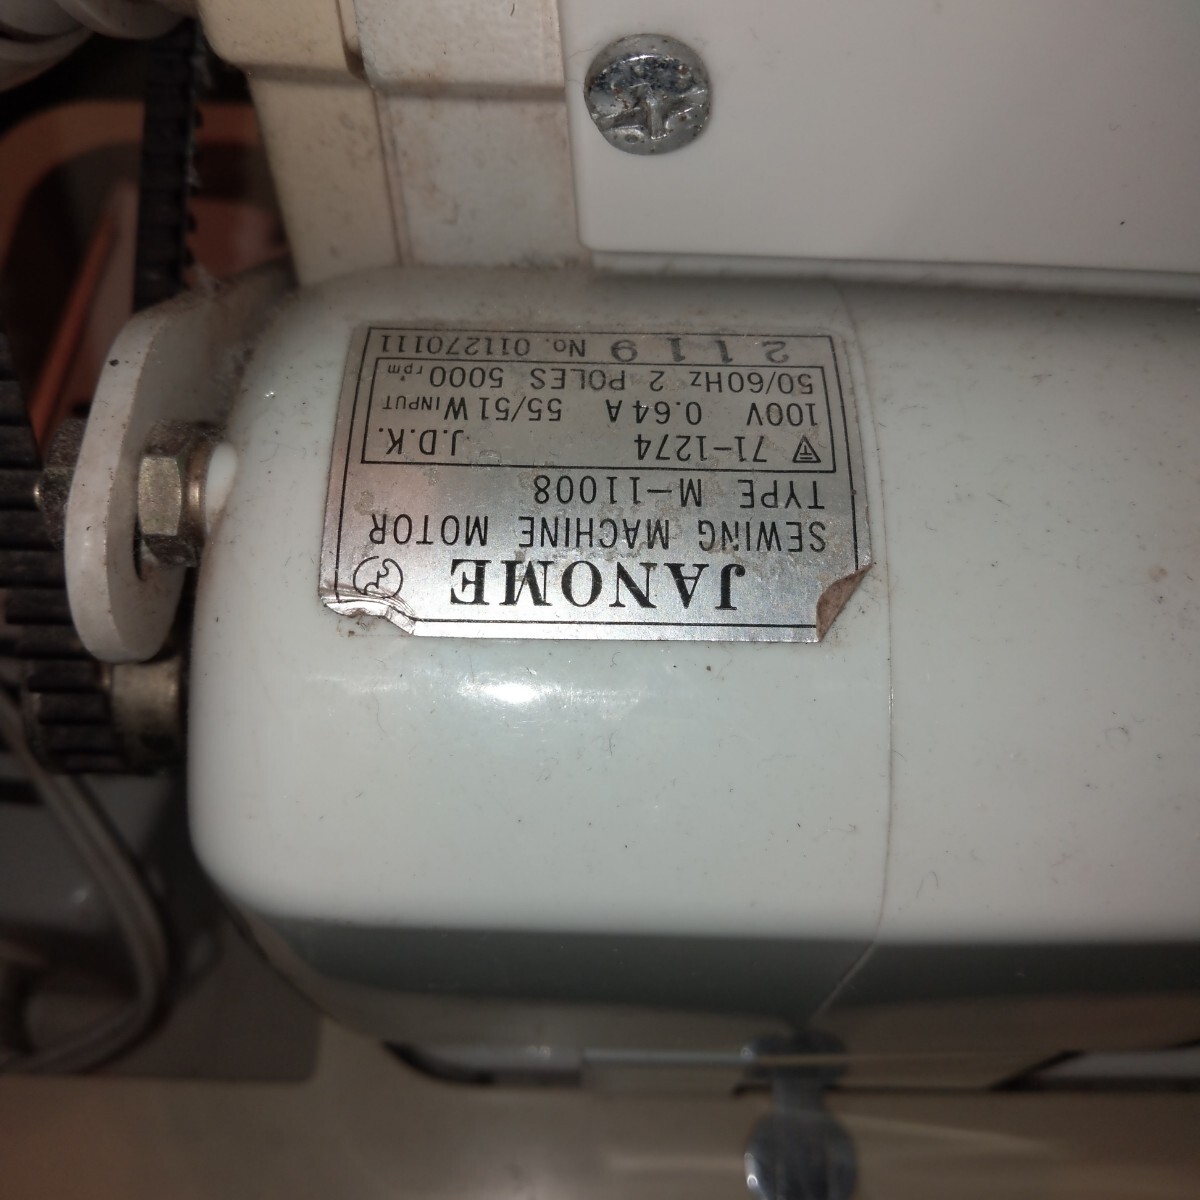 JANOME
SEWING MACHINE MOTOR
TYPE M-11008
T 71-1274 J.D.K.
100V 0.64A 55/51W INPUT
50/60Hz 2 POLES 5000 rpm
2119 No. 011270111